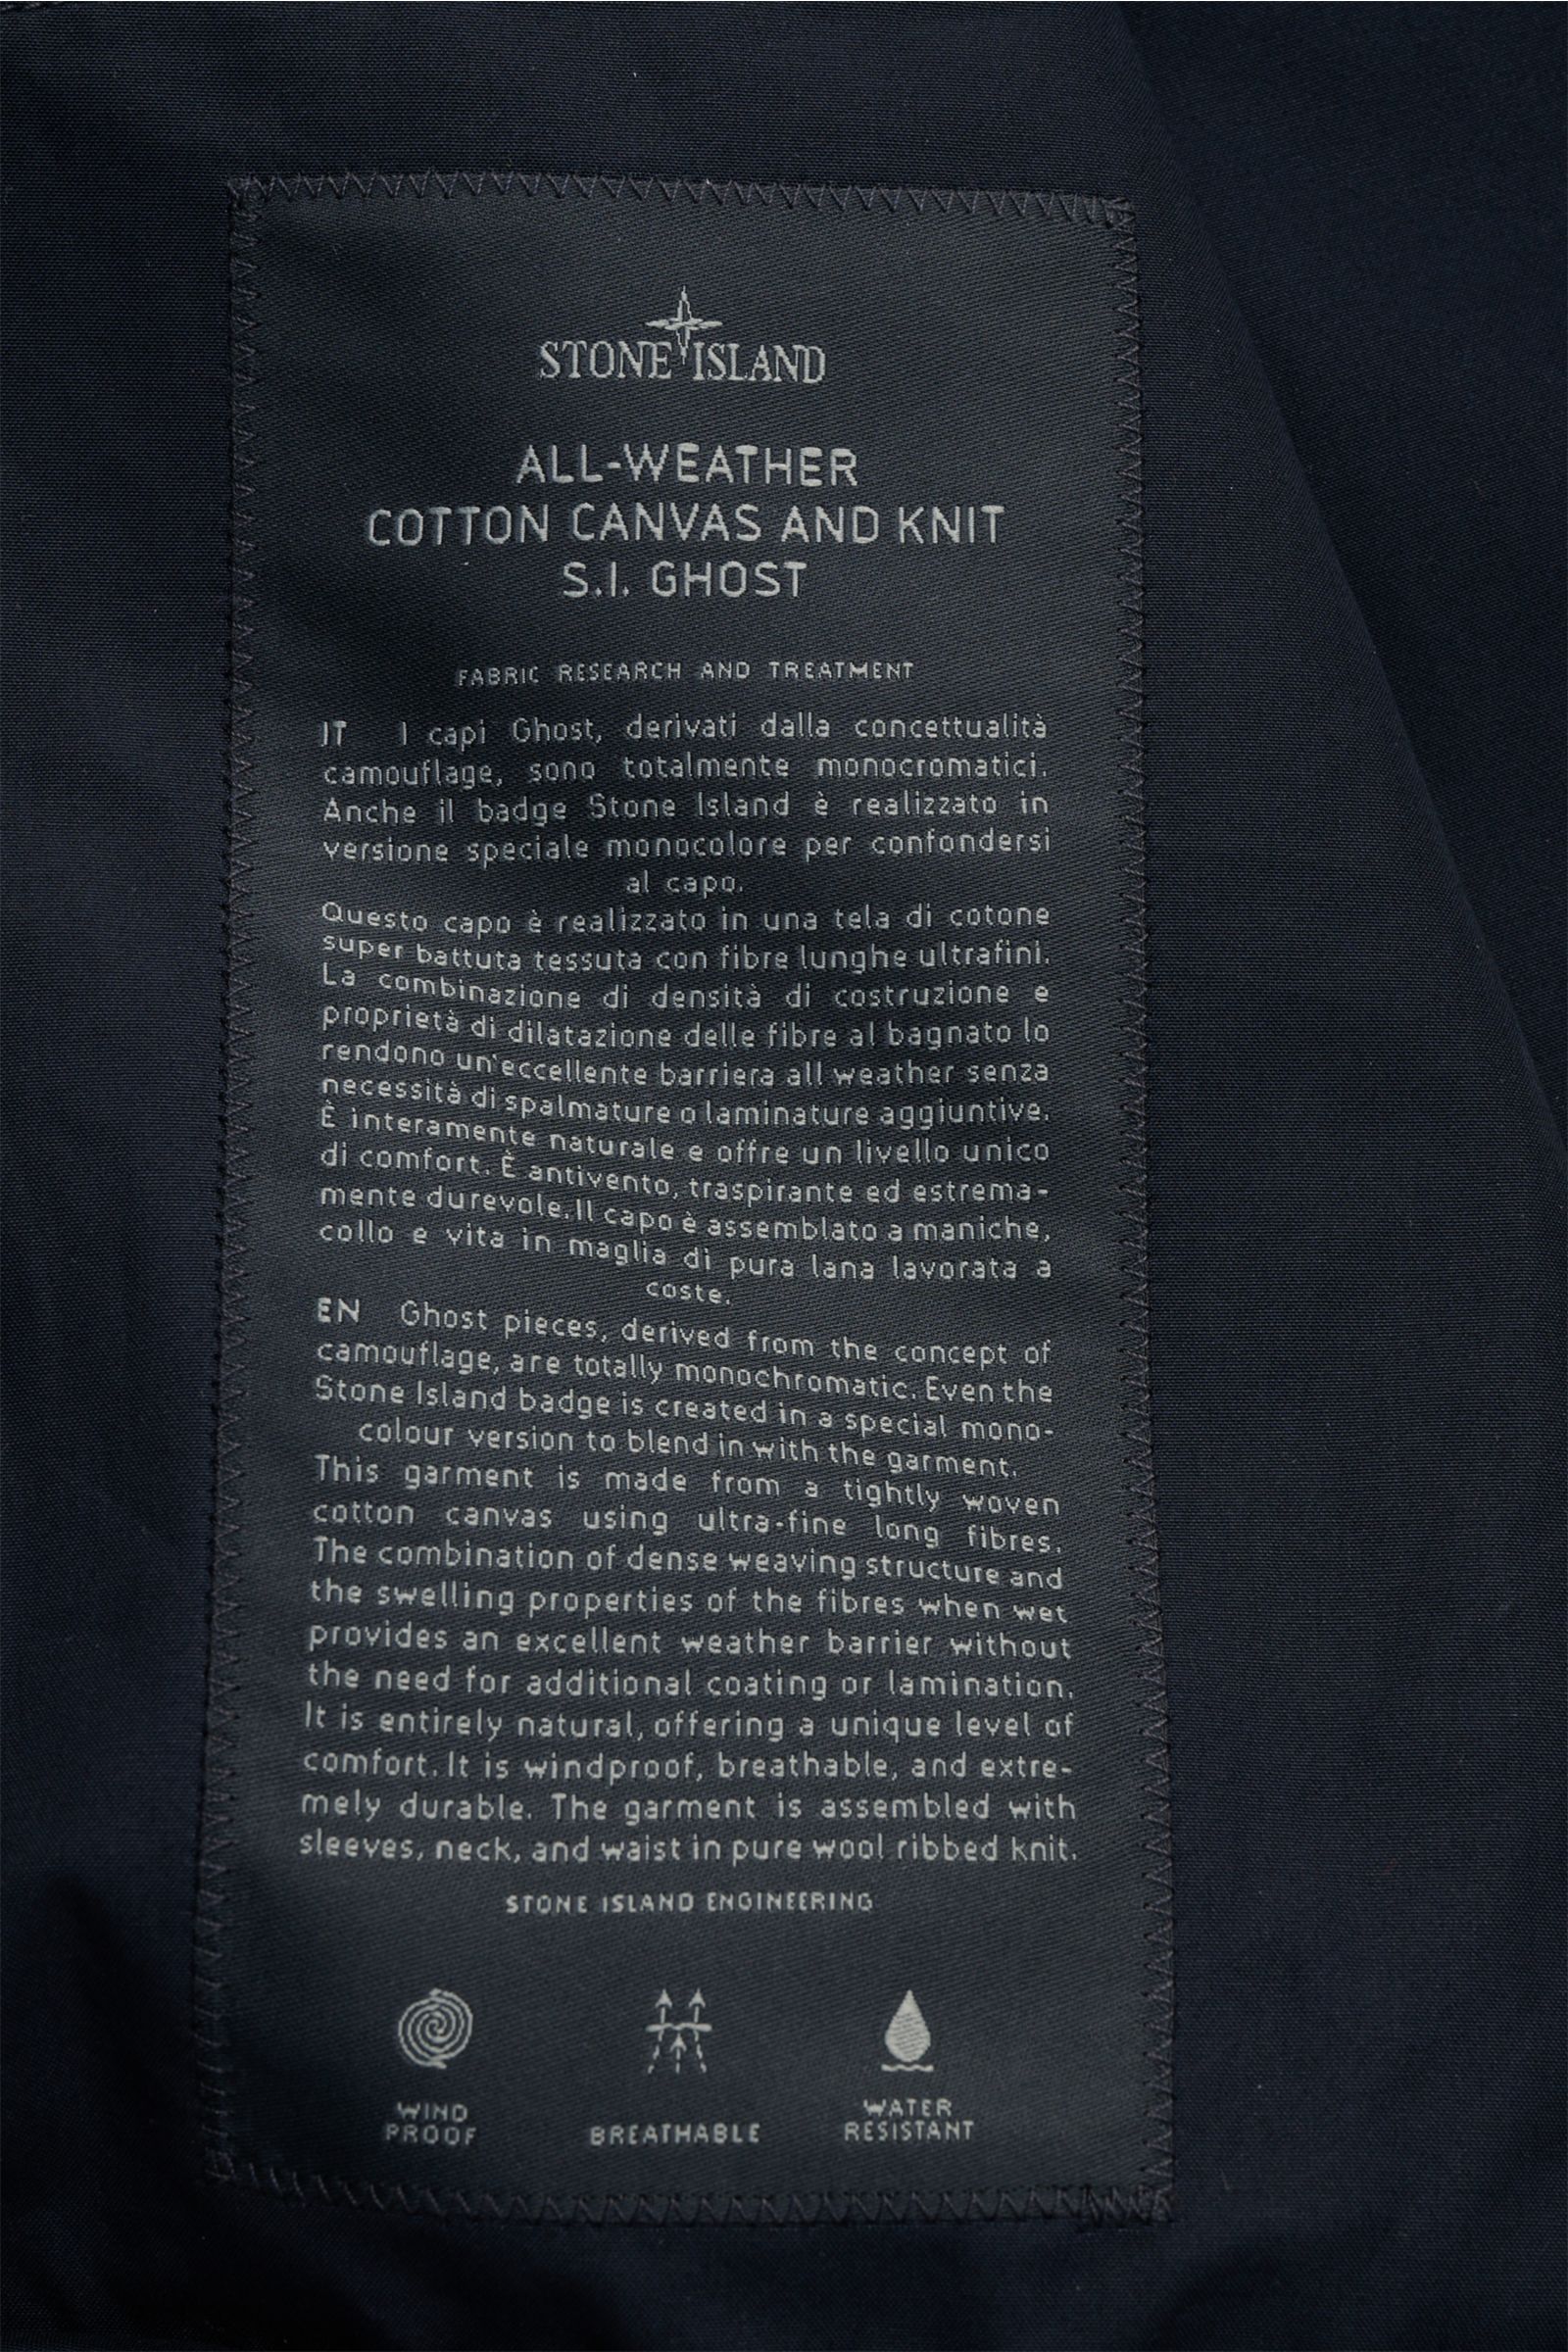 STONE ISLAND
ALL-WEATHER
COTTON CANVAS AND KNIT
S.I. GHOST
FABRIC RESEARCH AND TREATMENT
IT I capi Ghost, derivati dalla concettualità
camouflage, sono totalmente monocromatici.
Anche il badge Stone Island è realizzato in
versione speciale monocolore per confondersi
al capo.
Questo capo è realizzato in una tela di cotone
super battuta tessuta con fibre lunghe ultrafini.
La combinazione di densità di costruzione e
proprietà di dilatazione delle fibre al bagnato lo
rendono un'eccellente barriera all weather senza
necessità di spalmature o laminature aggiuntive.
È interamente naturale e offre un livello unico
di comfort. È antivento, traspirante ed estrema-
mente durevole. Il capo è assemblato a maniche,
collo e vita in maglia di pura lana lavorata a
coste.
EN Ghost pieces, derived from the concept of
camouflage, are totally monochromatic. Even the
Stone Island badge is created in a special mono-
colour version to blend in with the garment.
This garment is made from a tightly woven
cotton canvas using ultra-fine long fibres.
The combination of dense weaving structure and
the swelling properties of the fibres when wet
provides an excellent weather barrier without
the need for additional coating or lamination.
It is entirely natural, offering a unique level of
comfort. It is windproof, breathable, and extre-
mely durable. The garment is assembled with
sleeves, neck, and waist in pure wool ribbed knit.
STONE ISLAND ENGINEERING
WIND
PROOF
BREATHABLE
WATER
RESISTANT